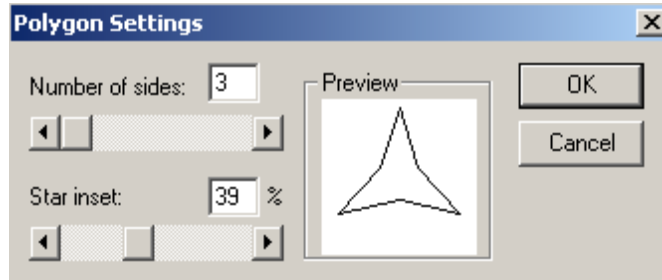 Polygon Settings
Number of sides: 3
Star inset: 39 %
Preview
OK
Cancel